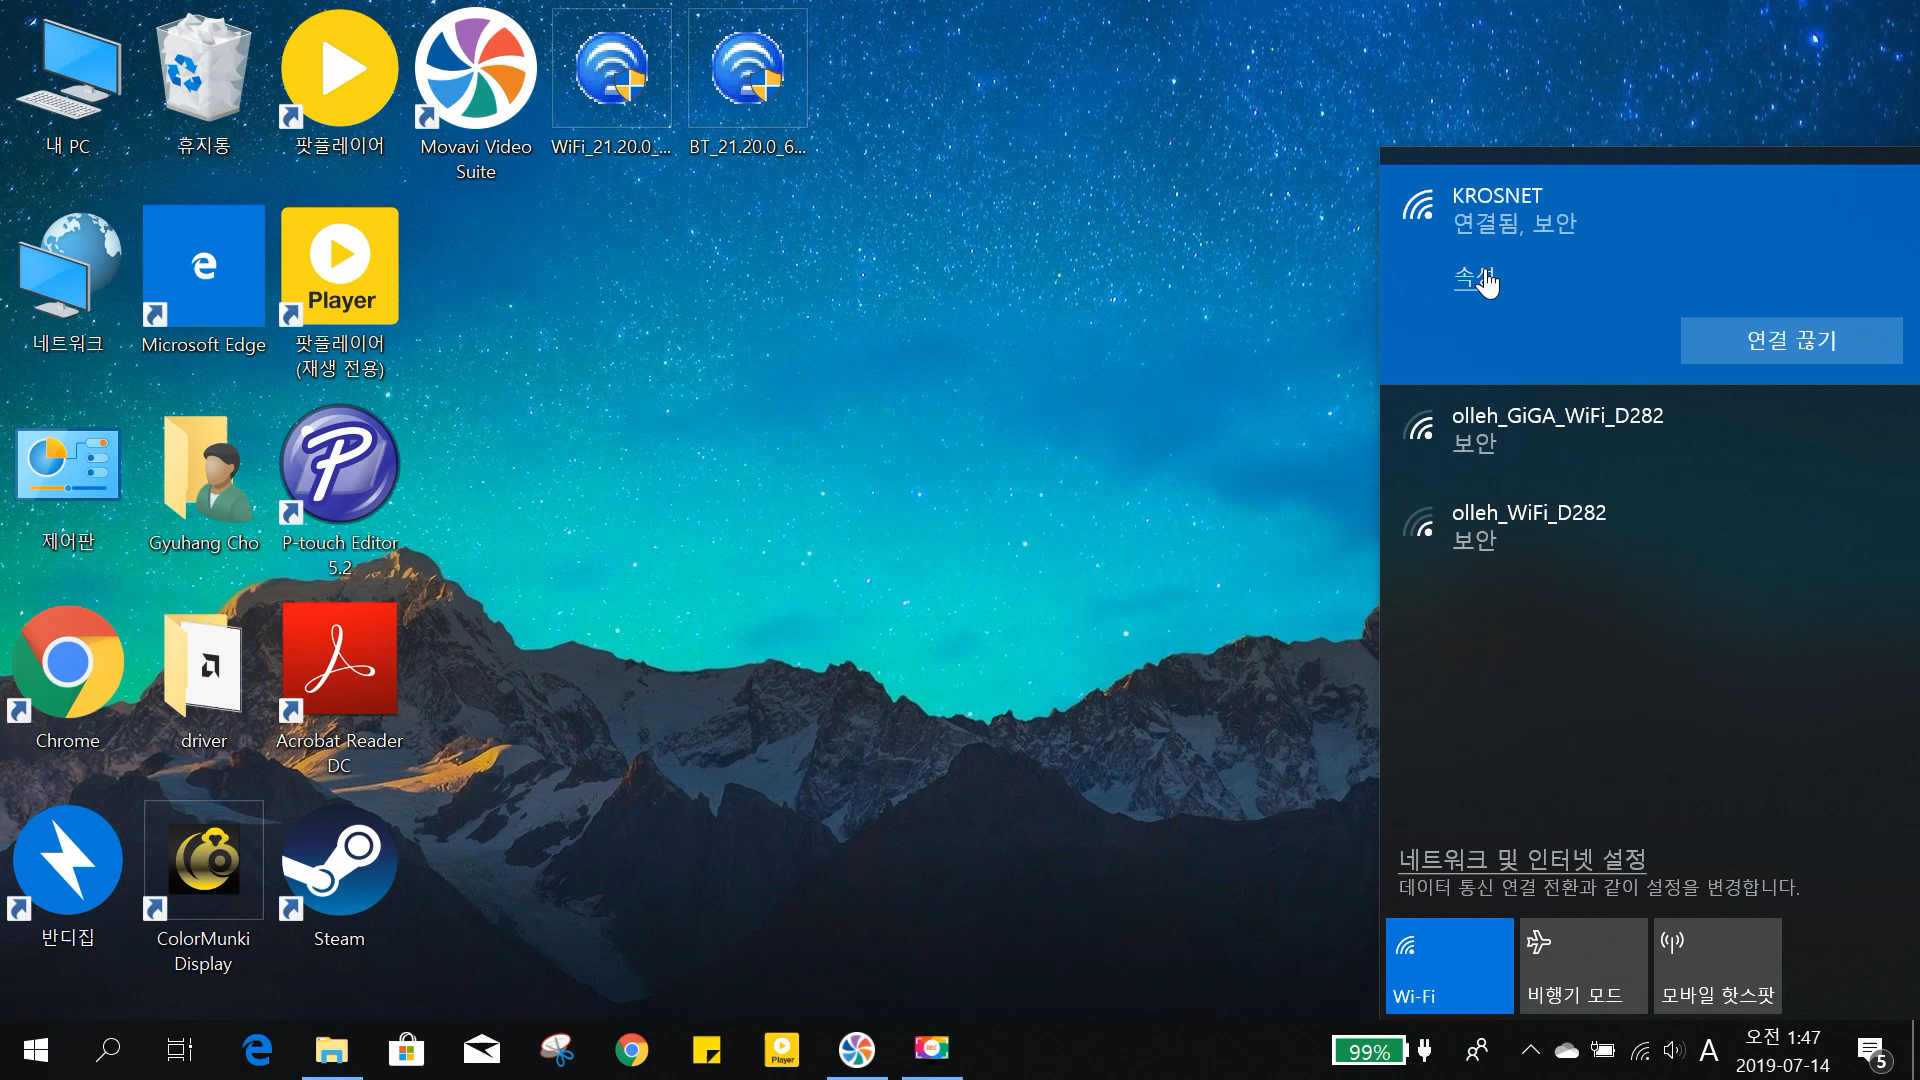 내 PC
휴지통
팟플레이어
Movavi Video
Suite
WiFi_21.20.0_...
BT_21.20.0_6...
네트워크
Microsoft Edge
Player
팟플레이어
(재생 전용)
제어판
Gyuhang Cho
P-touch Editor
5.2
Chrome
driver
Acrobat Reader
DC
반디집
ColorMunki
Display
Steam
KROSNET
연결됨, 보안
속성
연결 끊기
olleh_GiGA_WiFi_D282
보안
olleh_WiFi_D282
보안
네트워크 및 인터넷 설정
데이터 통신 연결 전환과 같이 설정을 변경합니다.
Wi-Fi
비행기 모드
모바일 핫스팟
Player
REC
99%
A
오전 1:47
2019-07-14
5